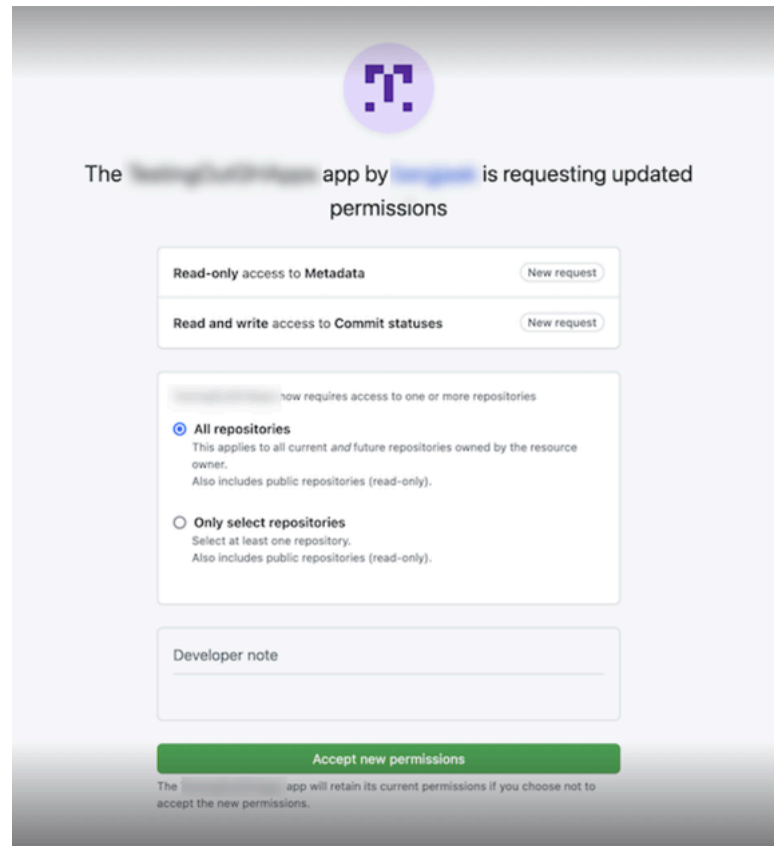 The app by is requesting updated
permissions
Read-only access to Metadata New request
Read and write access to Commit statuses New request
now requires access to one or more repositories
All repositories
This applies to all current and future repositories owned by the resource
owner.
Also includes public repositories (read-only).
Only select repositories
Select at least one repository.
Also includes public repositories (read-only).
Developer note
Accept new permissions
The app will retain its current permissions if you choose not to
accept the new permissions.